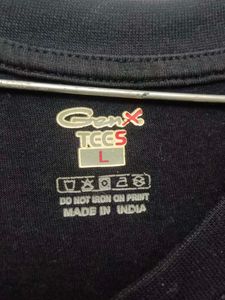 GenX
TEES
L
DO NOT IRON ON PRINT
MADE IN INDIA